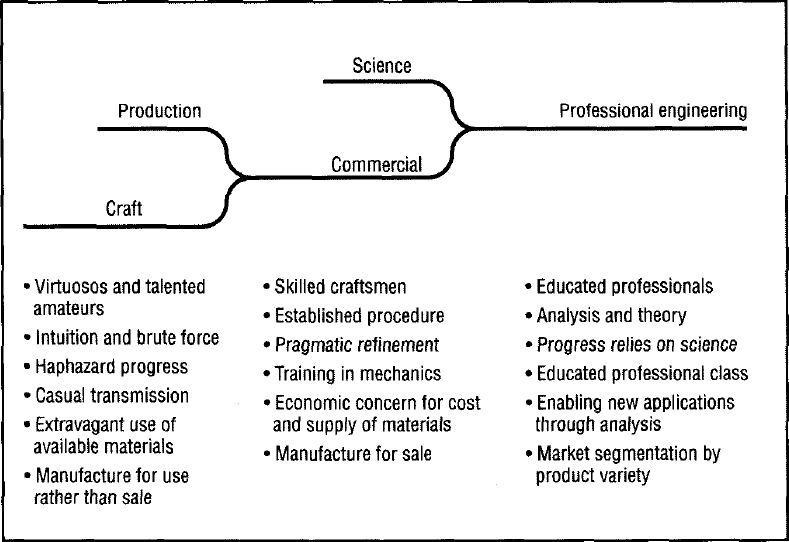 Science
Production
Professional engineering
Commercial
Craft
• Virtuosos and talented
amateurs
• Intuition and brute force
• Haphazard progress
• Casual transmission
• Extravagant use of
available materials
• Manufacture for use
rather than sale
• Skilled craftsmen
• Established procedure
• Pragmatic refinement
• Training in mechanics
• Economic concern for cost
and supply of materials
• Manufacture for sale
• Educated professionals
• Analysis and theory
• Progress relies on science
• Educated professional class
• Enabling new applications
through analysis
• Market segmentation by
product variety